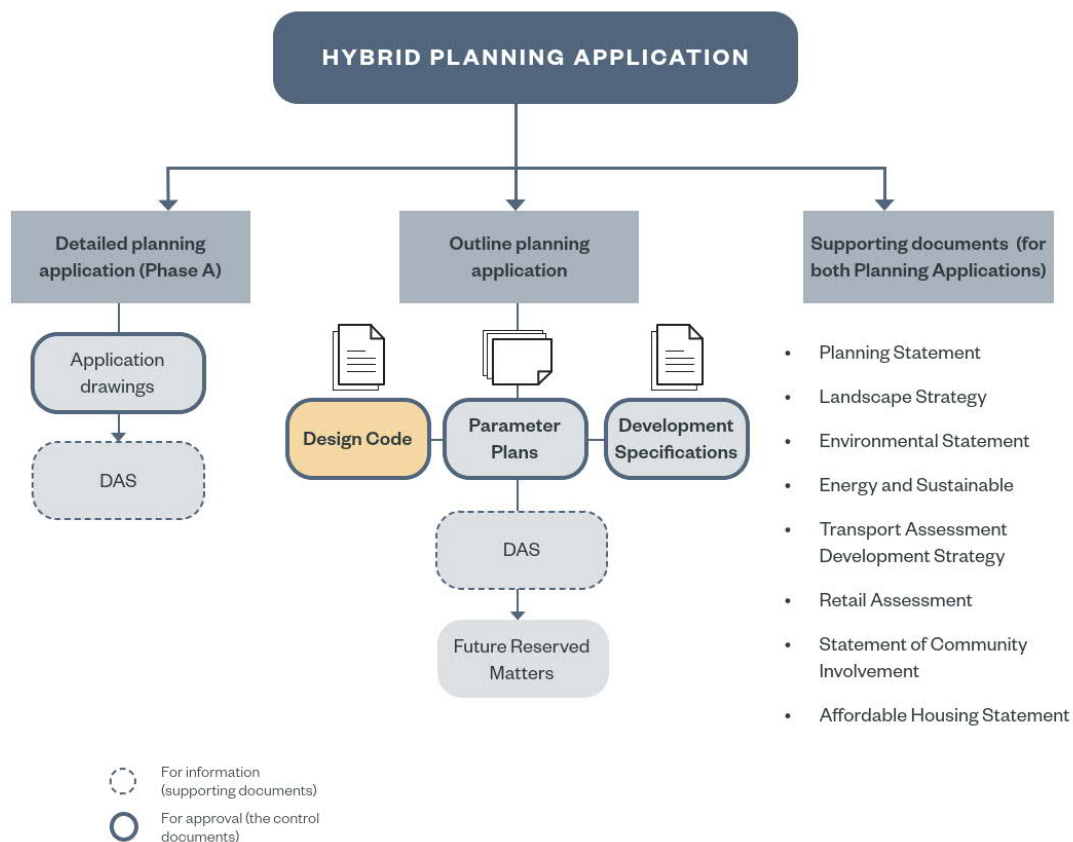 HYBRID PLANNING APPLICATION
Detailed planning
application (Phase A)
Application
drawings
DAS
Outline planning
application
Design Code
Parameter
Plans
Development
Specifications
DAS
Future Reserved
Matters
Supporting documents (for
both Planning Applications)
• Planning Statement
• Landscape Strategy
• Environmental Statement
• Energy and Sustainable
• Transport Assessment
Development Strategy
• Retail Assessment
• Statement of Community
Involvement
• Affordable Housing Statement
For information
(supporting documents)
For approval (the control
documents)